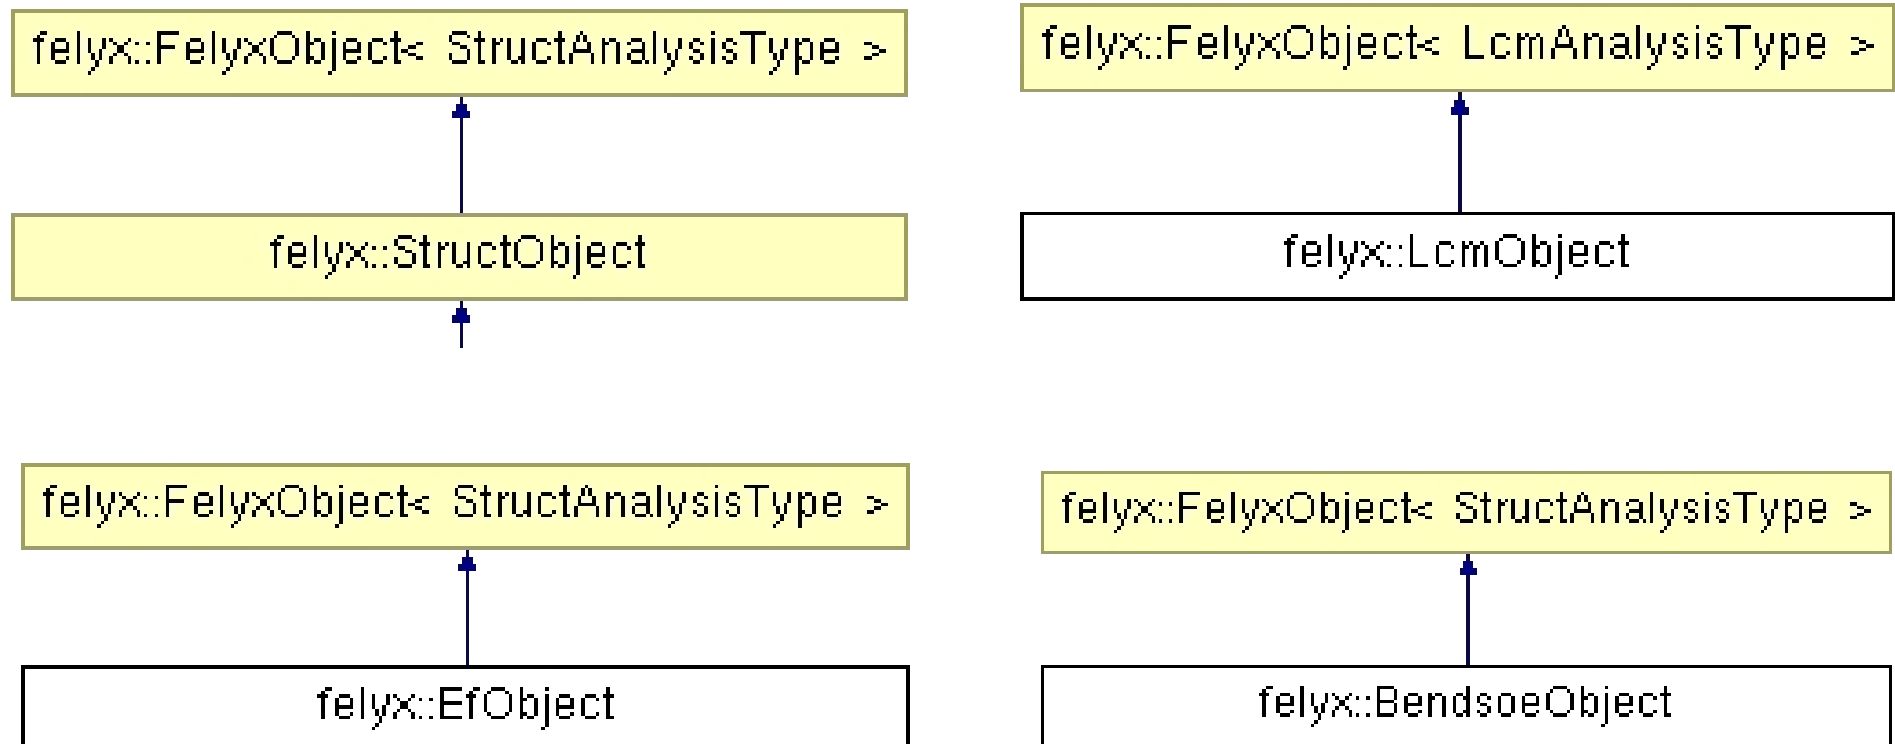 felyx::FelyxObject< StructAnalysisType >
felyx::FelyxObject< LcmAnalysisType >
felyx::StructObject
felyx::LcmObject
felyx::FelyxObject< StructAnalysisType >
felyx::FelyxObject< StructAnalysisType >
felyx::EfObject
felyx::BendsoeObject